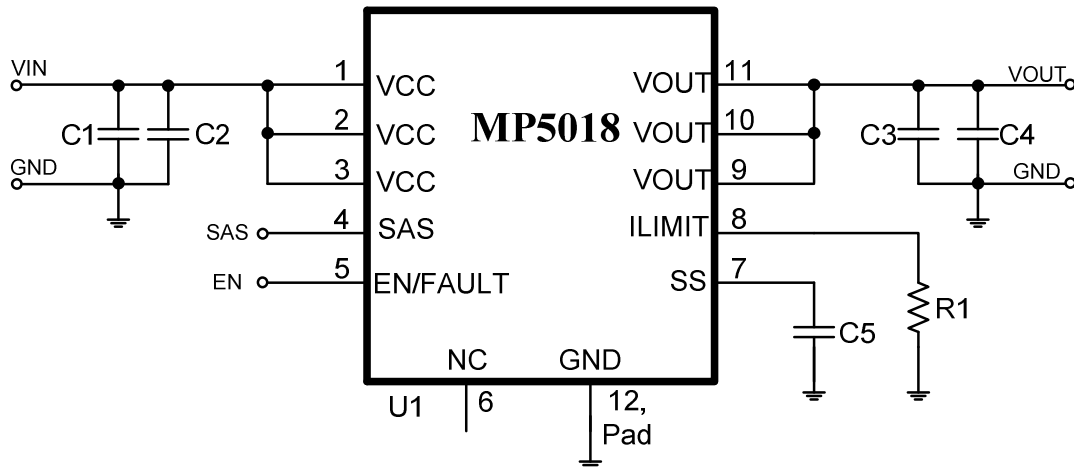 VIN
1
VCC
VOUT
11
VOUT
C1
C2
2
VCC
MP5018
VOUT
10
C3
C4
GND
3
VCC
VOUT
9
GND
SAS
4
SAS
ILIMIT
8
EN
5
EN/FAULT
SS
7
R1
C5
NC
GND
U1
6
12,
Pad